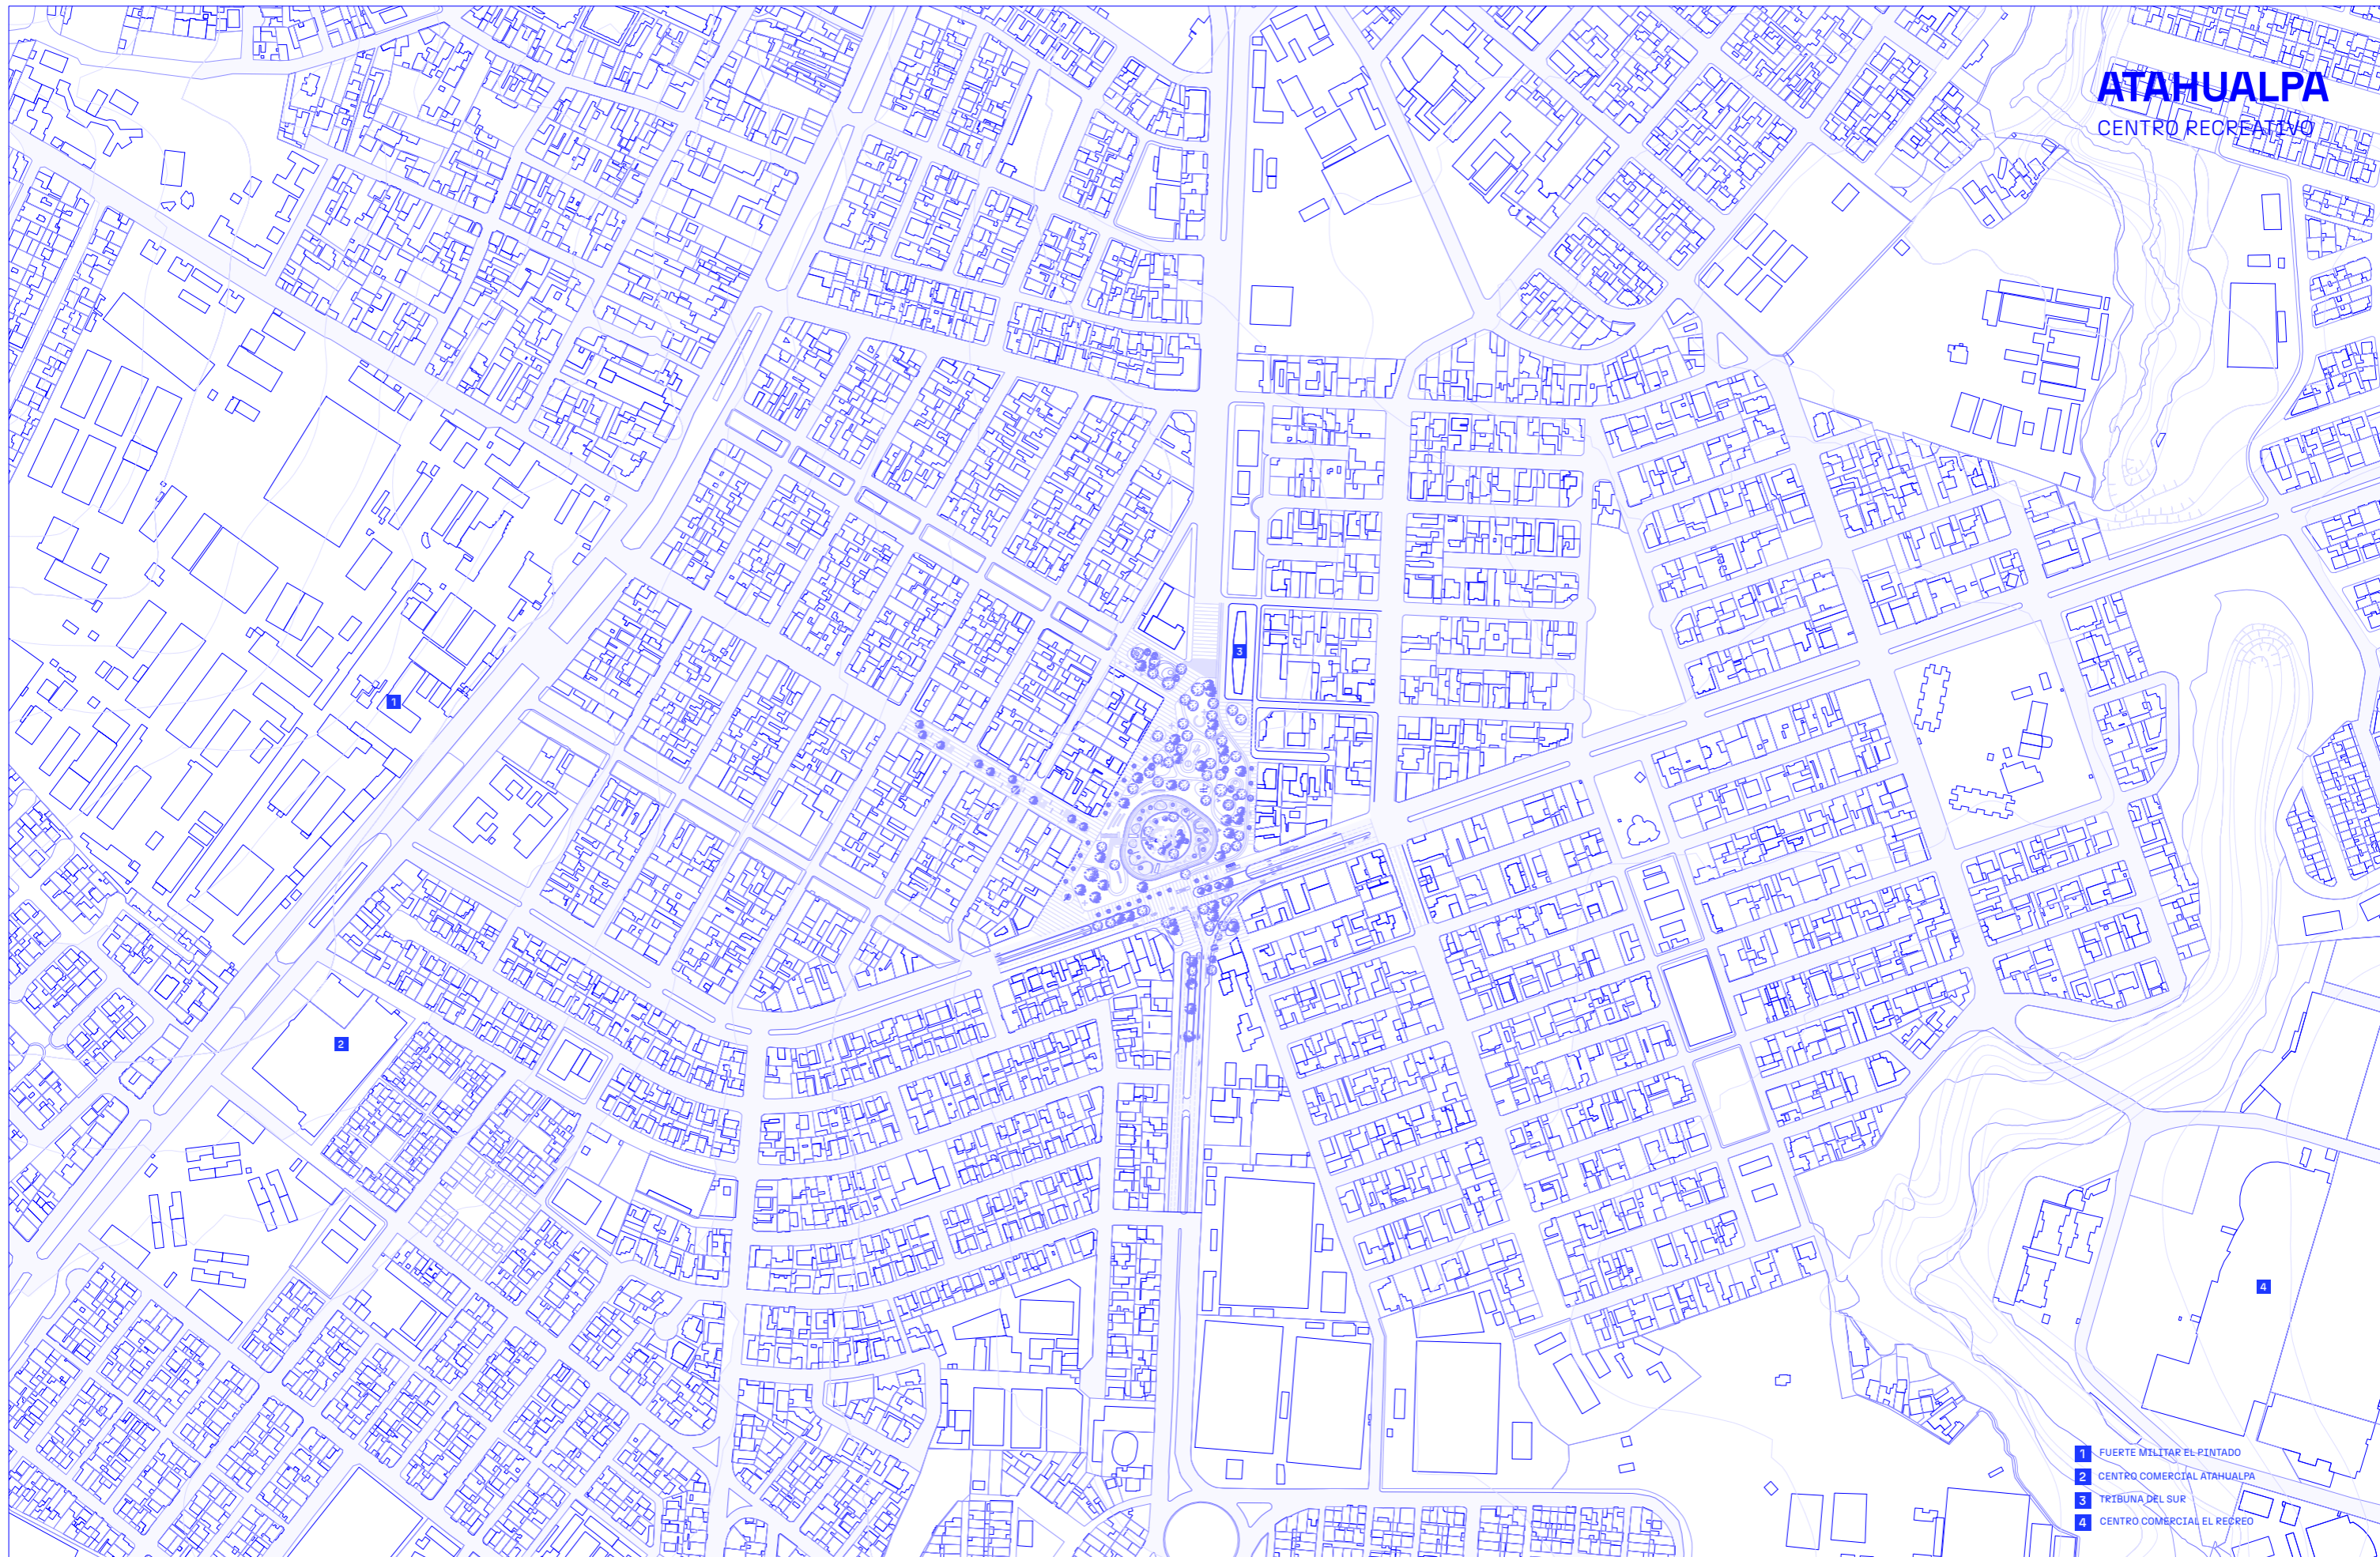 ATAHUALPA
CENTRO RECREATIVO
3
1
2
4
1 FUERTE MILITAR EL PINTADO
2 CENTRO COMERCIAL ATAHUALPA
3 TRIBUNA DEL SUR
4 CENTRO COMERCIAL EL RECREO